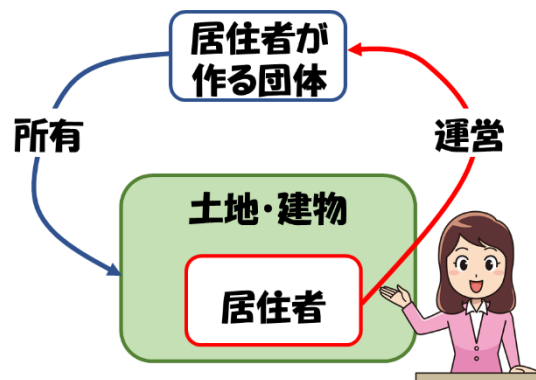 居住者が
作る団体
所有
運営
土地・建物
居住者